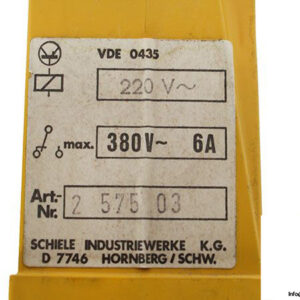 VDE 0435
220 V~
max. 380V~ 6A
Art.-
Nr. 2 575 03
SCHIELE INDUSTRIEWERKE K.G.
D 7746 HORNBERG/SCHW.